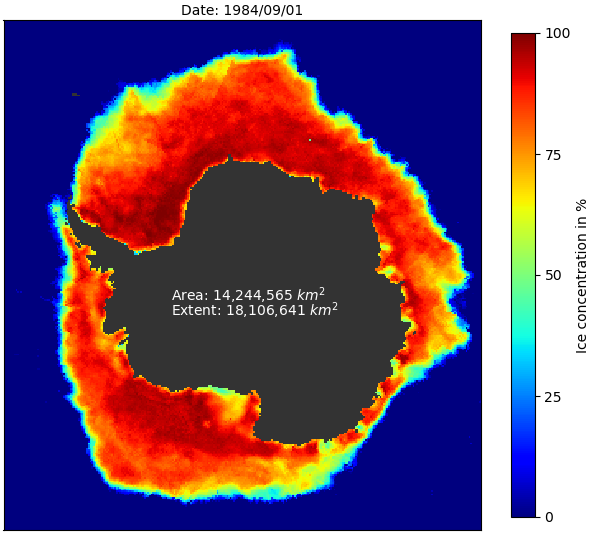 Date: 1984/09/01
100
75
50
25
0
Ice concentration in %
Area: 14,244,565 km²
Extent: 18,106,641 km²